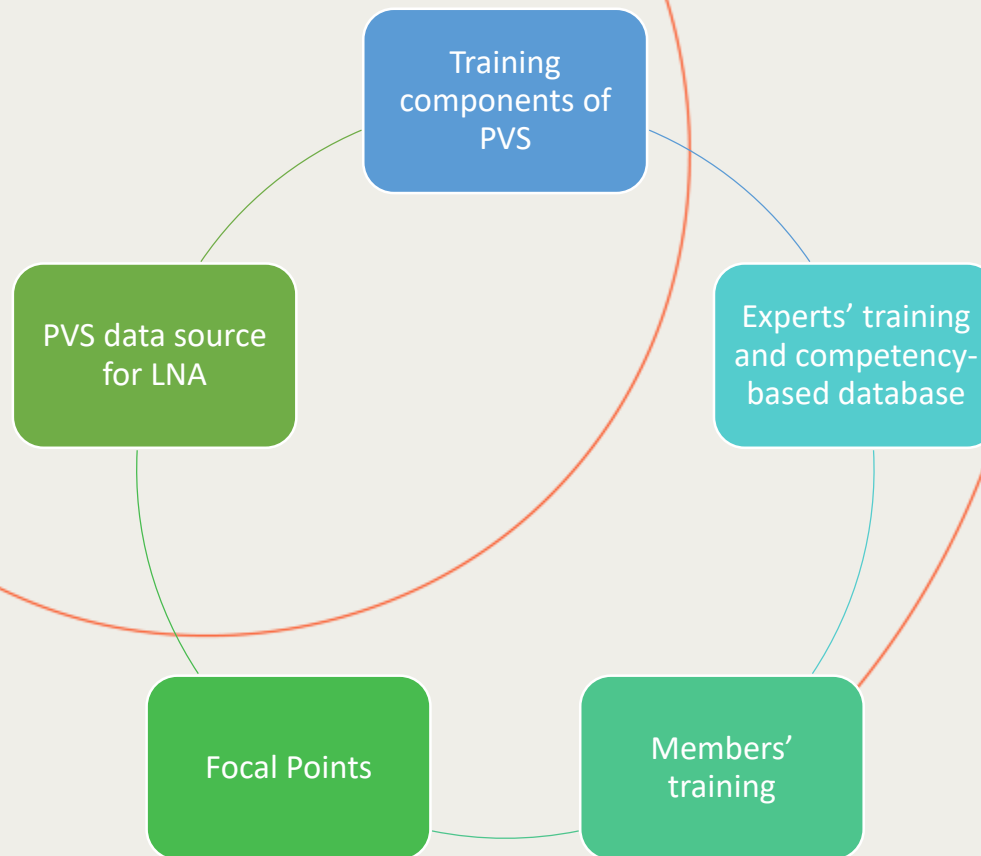 Training
components of
PVS
Experts’ training
and competency-
based database
Members’
training
Focal Points
PVS data source
for LNA